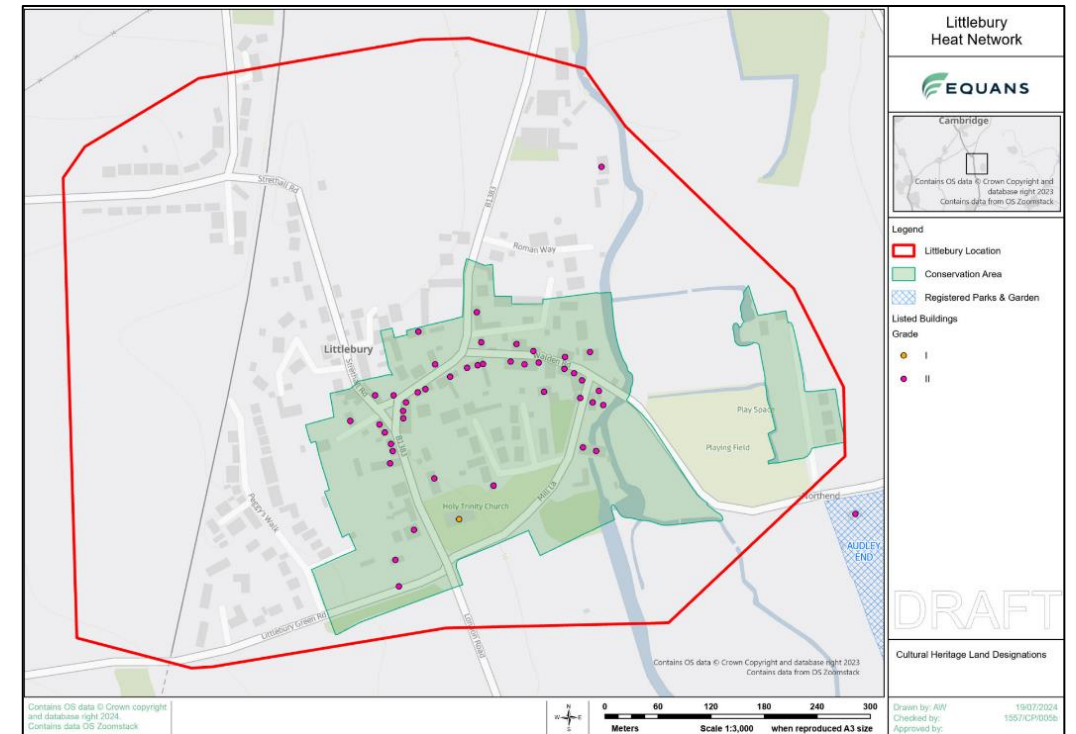 Littlebury
Heat Network
EQUANS
Cambridge
Contains OS data © Crown Copyright and
database right 2023
Contains data from OS Zoomstack
Legend
Littlebury Location
Conservation Area
Registered Parks & Garden
Listed Buildings
Grade
I
II
Strethall Rd
B1383
Roman Way
Littlebury
Strethall Rd
Walden Rd
Play Space
Playing Field
B1383
Peggy's Walk
Holy Trinity Church
Mill La
Northend
AUDLEY
END
Littlebury Green Rd
London Road
Contains OS data © Crown Copyright and database right 2023
Contains data from OS Zoomstack
DRAFT
Cultural Heritage Land Designations
Contains OS data © Crown copyright
and database right 2024.
Contains data OS Zoomstack
N
W E
S
0 60 120 180 240 300
Meters Scale 1:3,000 when reproduced A3 size
Drawn by: AW 19/07/2024
Checked by: 1557/CP/005b
Approved by: